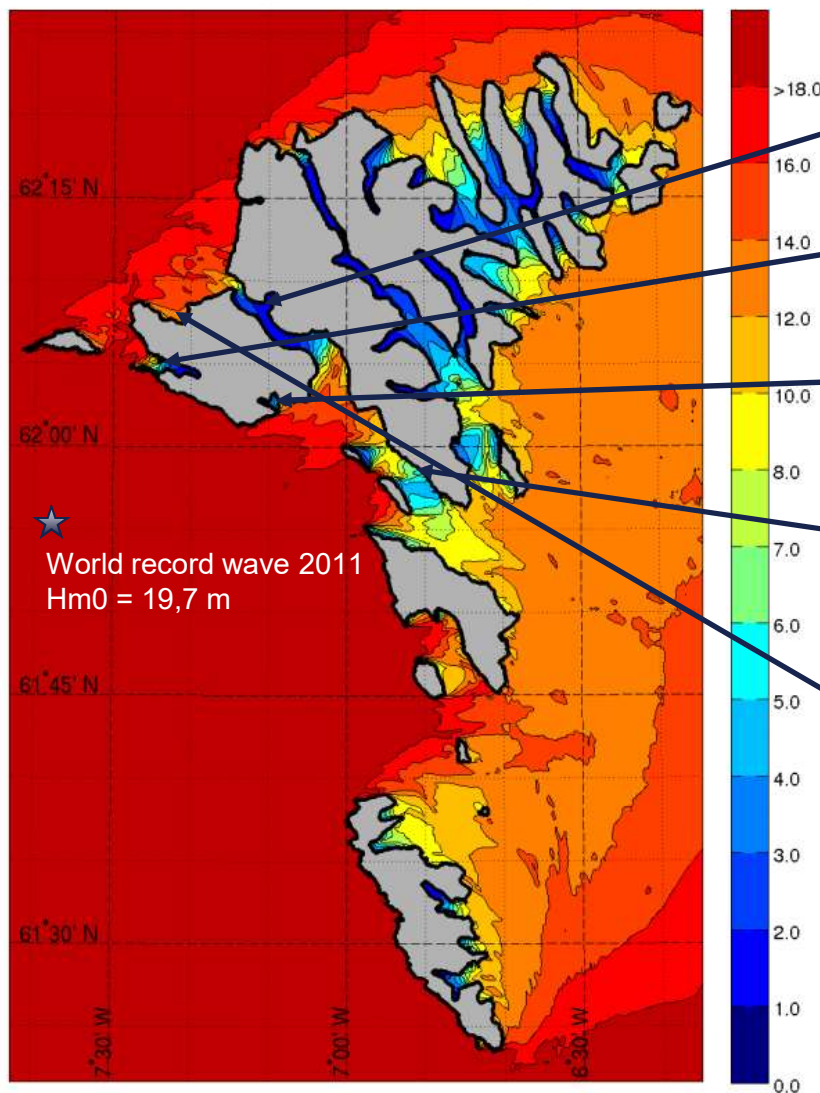 >18.0
16.0
14.0
12.0
10.0
8.0
7.0
6.0
5.0
4.0
3.0
2.0
1.0
0.0
62°15' N
62°00' N
World record wave 2011
Hm0 = 19,7 m
61°45' N
61°30' N
7°30' W
7°00' W
6°30' W